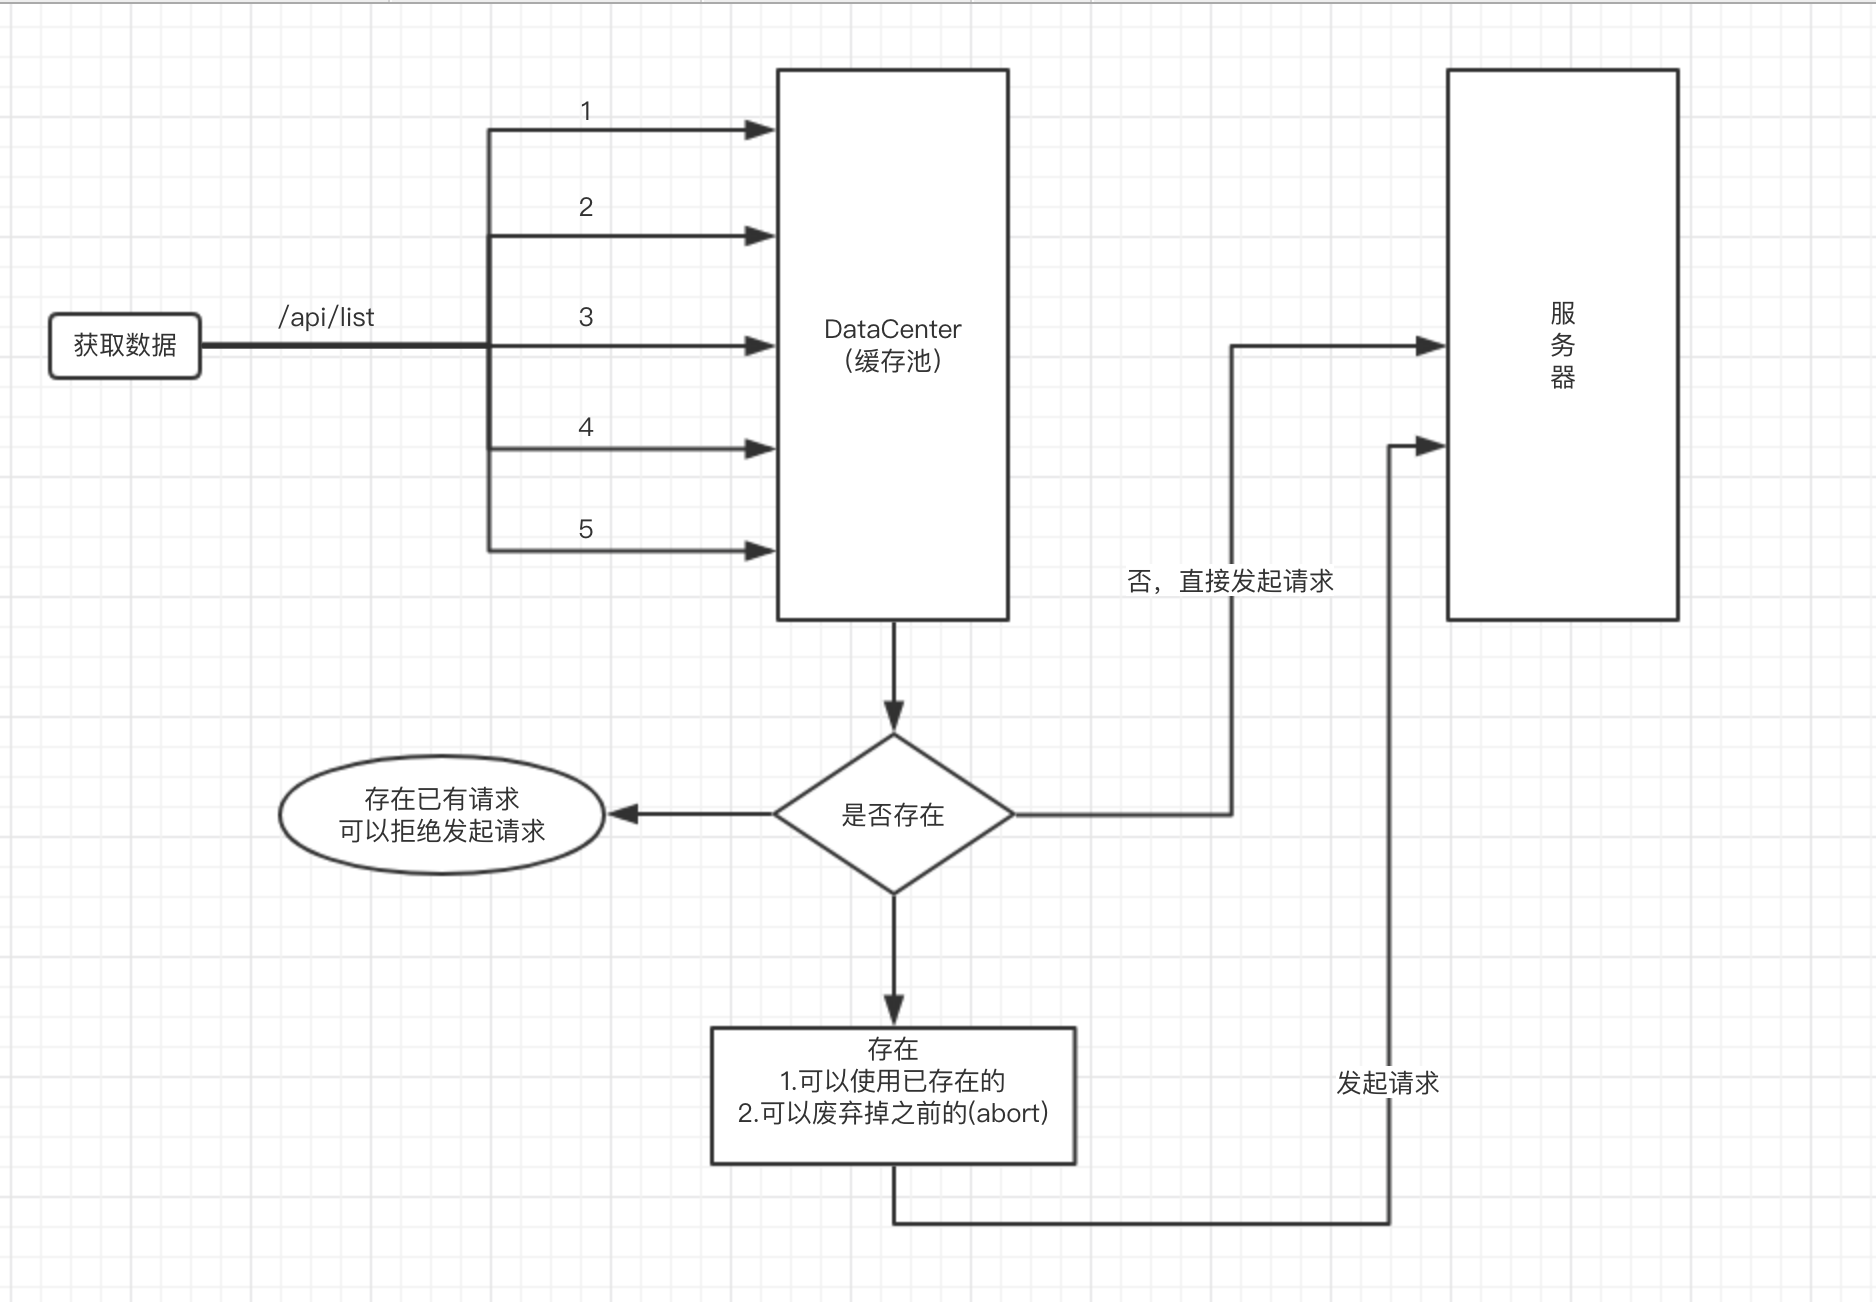 1
2
/api/list
3
获取数据
DataCenter
（缓存池）
服
务
器
4
5
否，直接发起请求
存在已有请求
可以拒绝发起请求
是否存在
存在
1.可以使用已存在的
2.可以废弃掉之前的(abort)
发起请求